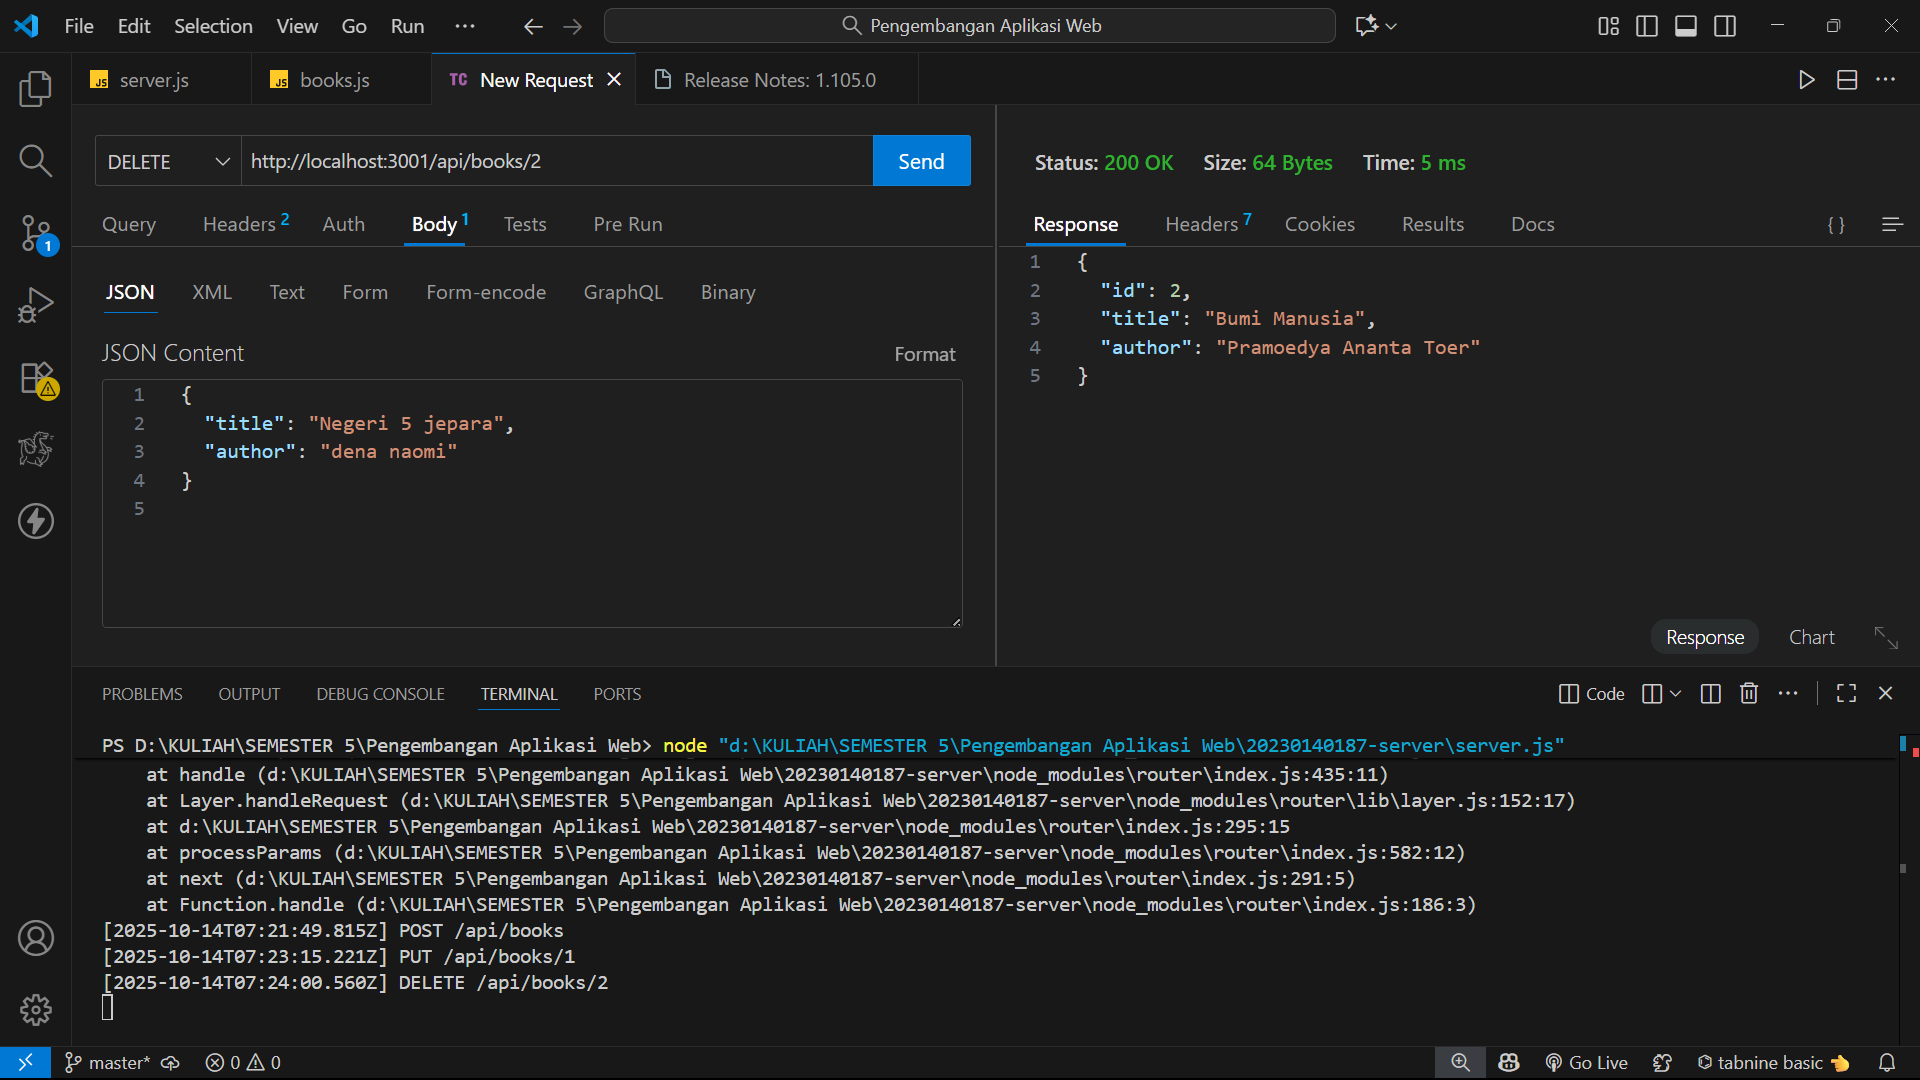 File Edit Selection View Go Run ··· Pengembangan Aplikasi Web
JS server.js JS books.js TC New Request Release Notes: 1.105.0
DELETE http://localhost:3001/api/books/2 Send
Query Headers 2 Auth Body 1 Tests Pre Run
JSON XML Text Form Form-encode GraphQL Binary
JSON Content Format
1 {
2 "title": "Negeri 5 jepara",
3 "author": "dena naomi"
4 }
5
Status: 200 OK Size: 64 Bytes Time: 5 ms
Response Headers 7 Cookies Results Docs { }
1 {
2 "id": 2,
3 "title": "Bumi Manusia",
4 "author": "Pramoedya Ananta Toer"
5 }
Response Chart
1
PROBLEMS OUTPUT DEBUG CONSOLE TERMINAL PORTS Code
PS D:\KULIAH\SEMESTER 5\Pengembangan Aplikasi Web> node "d:\KULIAH\SEMESTER 5\Pengembangan Aplikasi Web\20230140187-server\server.js"
at handle (d:\KULIAH\SEMESTER 5\Pengembangan Aplikasi Web\20230140187-server\node_modules\router\index.js:435:11)
at Layer.handleRequest (d:\KULIAH\SEMESTER 5\Pengembangan Aplikasi Web\20230140187-server\node_modules\router\lib\layer.js:152:17)
at d:\KULIAH\SEMESTER 5\Pengembangan Aplikasi Web\20230140187-server\node_modules\router\index.js:295:15
at processParams (d:\KULIAH\SEMESTER 5\Pengembangan Aplikasi Web\20230140187-server\node_modules\router\index.js:582:12)
at next (d:\KULIAH\SEMESTER 5\Pengembangan Aplikasi Web\20230140187-server\node_modules\router\index.js:291:5)
at Function.handle (d:\KULIAH\SEMESTER 5\Pengembangan Aplikasi Web\20230140187-server\node_modules\router\index.js:186:3)
[2025-10-14T07:21:49.815Z] POST /api/books
[2025-10-14T07:23:15.221Z] PUT /api/books/1
[2025-10-14T07:24:00.560Z] DELETE /api/books/2
master* 0 0 Go Live tabnine basic